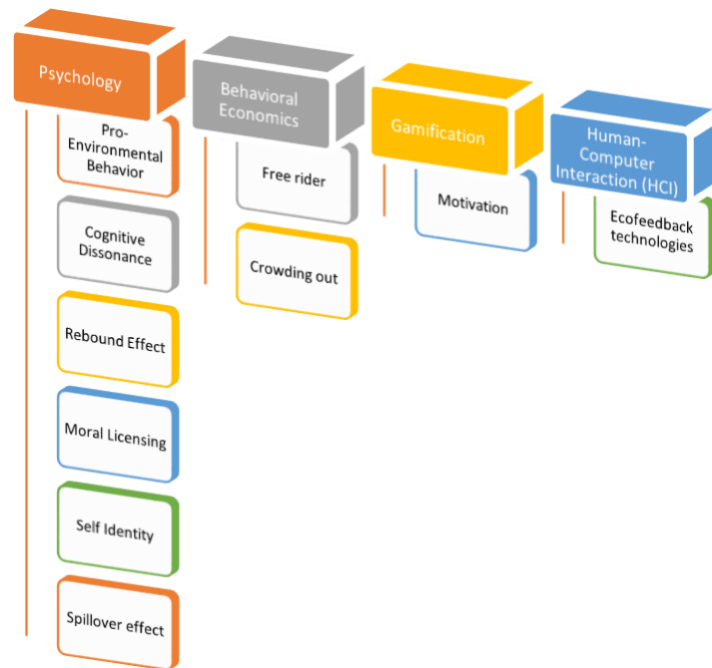 Psychology
Pro-
Environmental
Behavior
Cognitive
Dissonance
Rebound Effect
Moral Licensing
Self Identity
Spillover effect
Behavioral
Economics
Free rider
Crowding out
Gamification
Motivation
Human-
Computer
Interaction (HCI)
Ecofeedback
technologies